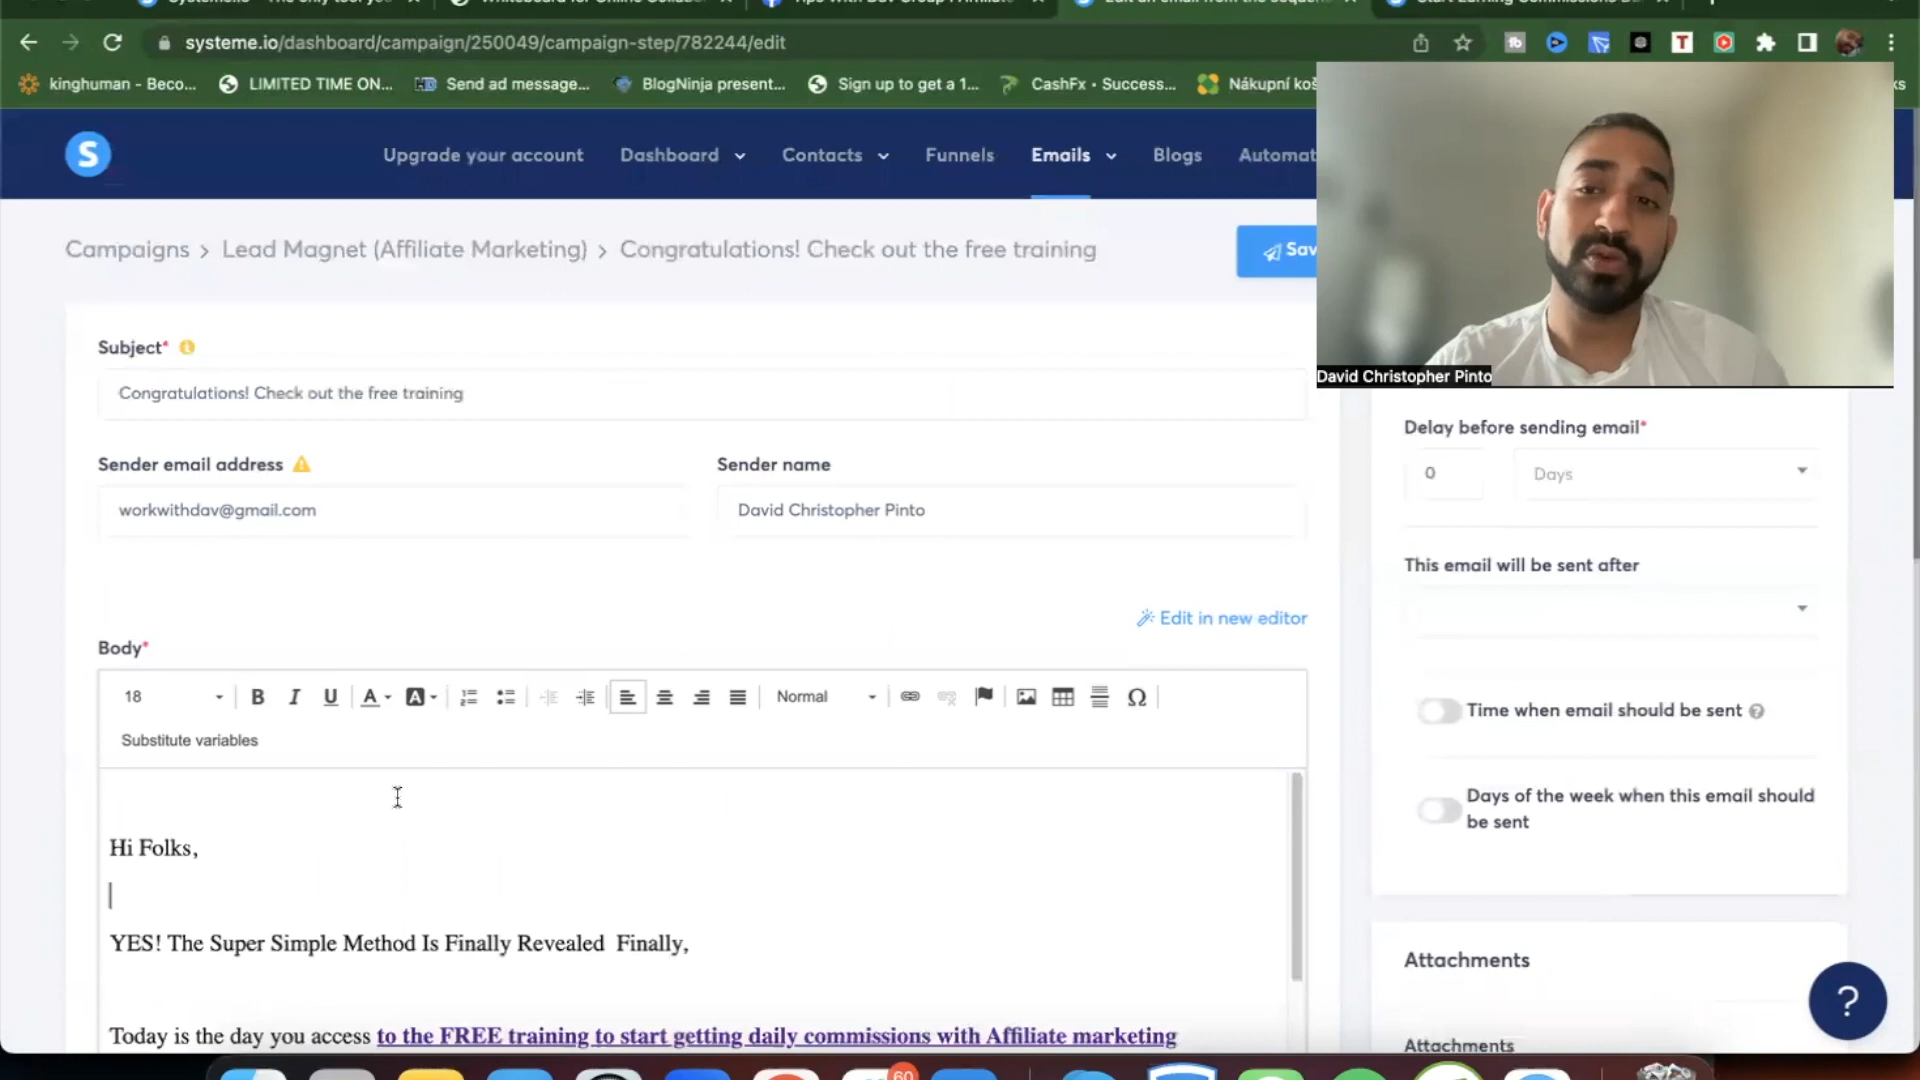 systeme.io/dashboard/campaign/250049/campaign-step/782244/edit
kinghuman - Beco... LIMITED TIME ON... Send ad message... BlogNinja present... Sign up to get a 1... CashFx • Success... Nákupní koš
S Upgrade your account Dashboard Contacts Funnels Emails Blogs Automat
Campaigns > Lead Magnet (Affiliate Marketing) > Congratulations! Check out the free training
Sav
David Christopher Pinto
Subject*
Congratulations! Check out the free training
Sender email address
Sender name
workwithdav@gmail.com
David Christopher Pinto
Edit in new editor
Body*
18 B I U A A Normal Ω
Substitute variables
Hi Folks,
YES! The Super Simple Method Is Finally Revealed Finally,
Today is the day you access to the FREE training to start getting daily commissions with Affiliate marketing
Delay before sending email*
0 Days
This email will be sent after
Time when email should be sent ?
Days of the week when this email should
be sent
Attachments
Attachments
?
60